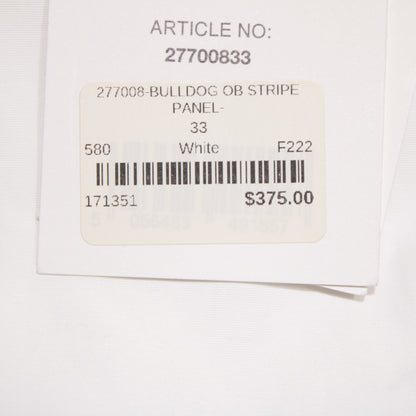 ARTICLE NO:
27700833
277008-BULLDOG OB STRIPE
PANEL-
33
580 White F222
171351 $375.00